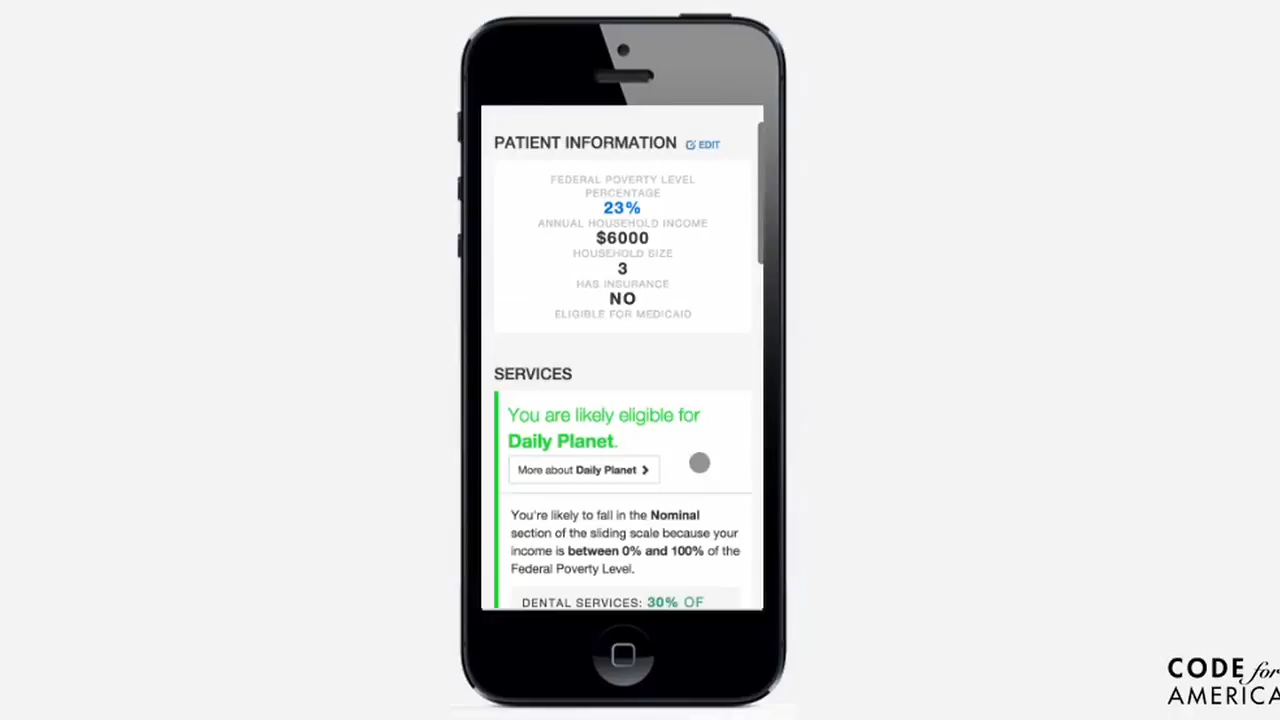 PATIENT INFORMATION EDIT
FEDERAL POVERTY LEVEL
PERCENTAGE
23%
ANNUAL HOUSEHOLD INCOME
$6000
HOUSEHOLD SIZE
3
HAS INSURANCE
NO
ELIGIBLE FOR MEDICAID
SERVICES
You are likely eligible for
Daily Planet.
More about Daily Planet
You're likely to fall in the Nominal
section of the sliding scale because your
income is between 0% and 100% of the
Federal Poverty Level.
DENTAL SERVICES: 30% OF
CODE for
AMERICA